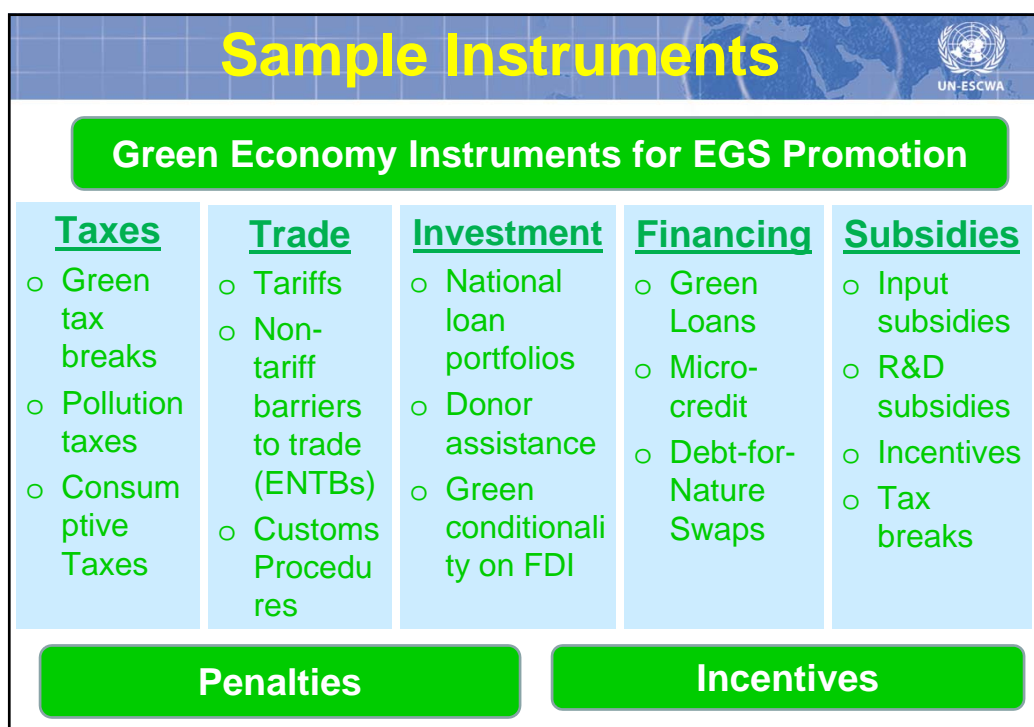 Sample Instruments
UN-ESCWA
Green Economy Instruments for EGS Promotion
Taxes
o Green
tax
breaks
o Pollution
taxes
o Consum
ptive
Taxes
Trade
o Tariffs
o Non-
tariff
barriers
to trade
(ENTBs)
o Customs
Procedu
res
Investment
o National
loan
portfolios
o Donor
assistance
o Green
conditionali
ty on FDI
Financing
o Green
Loans
o Micro-
credit
o Debt-for-
Nature
Swaps
Subsidies
o Input
subsidies
o R&D
subsidies
o Incentives
o Tax
breaks
Penalties
Incentives